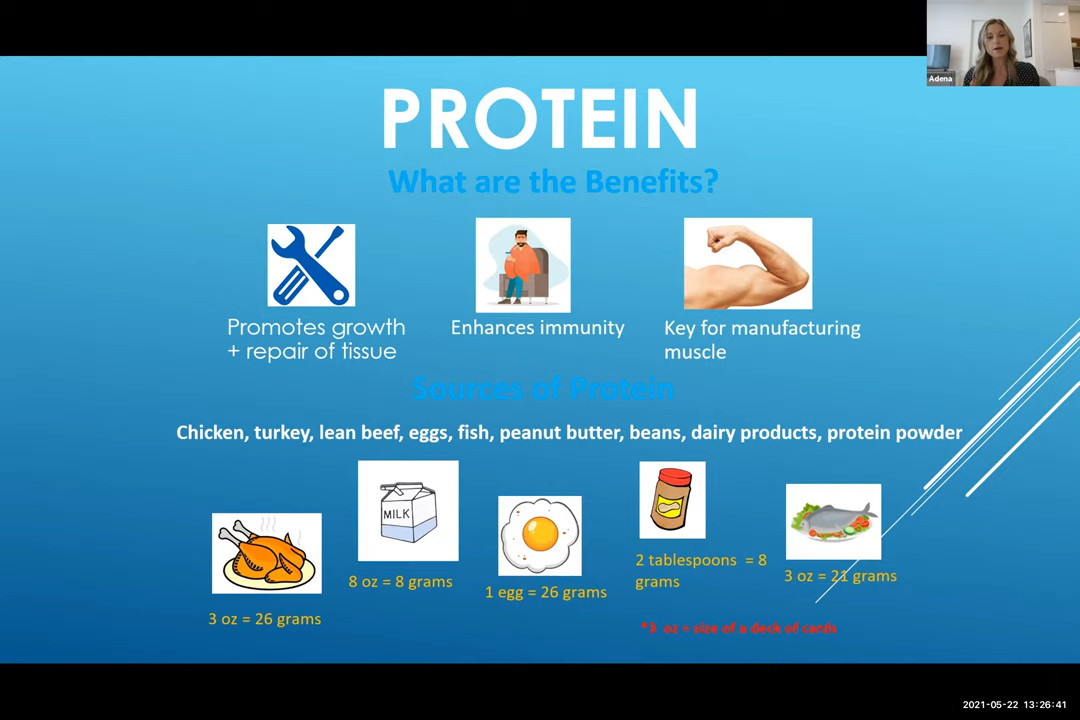 Adena
PROTEIN
What are the Benefits?
Promotes growth
+ repair of tissue
Enhances immunity
Key for manufacturing
muscle
Sources of Protein
Chicken, turkey, lean beef, eggs, fish, peanut butter, beans, dairy products, protein powder
MILK
3 oz = 26 grams
8 oz = 8 grams
1 egg = 26 grams
2 tablespoons = 8
grams
3 oz = 21 grams
*3 oz = size of a deck of cards
2021-05-22 13:26:41